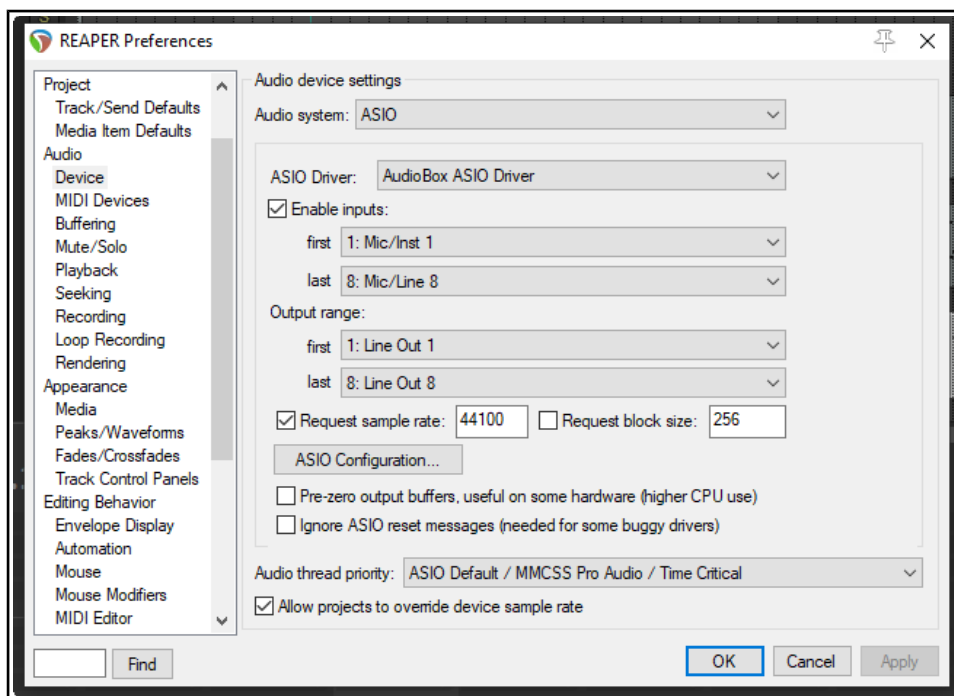 REAPER Preferences
Project
Track/Send Defaults
Media Item Defaults
Audio
Device
MIDI Devices
Buffering
Mute/Solo
Playback
Seeking
Recording
Loop Recording
Rendering
Appearance
Media
Peaks/Waveforms
Fades/Crossfades
Track Control Panels
Editing Behavior
Envelope Display
Automation
Mouse
Mouse Modifiers
MIDI Editor
Find
Audio device settings
Audio system: ASIO
ASIO Driver: AudioBox ASIO Driver
Enable inputs:
first 1: Mic/Inst 1
last 8: Mic/Line 8
Output range:
first 1: Line Out 1
last 8: Line Out 8
Request sample rate: 44100 Request block size: 256
ASIO Configuration...
Pre-zero output buffers, useful on some hardware (higher CPU use)
Ignore ASIO reset messages (needed for some buggy drivers)
Audio thread priority: ASIO Default / MMCSS Pro Audio / Time Critical
Allow projects to override device sample rate
OK Cancel Apply